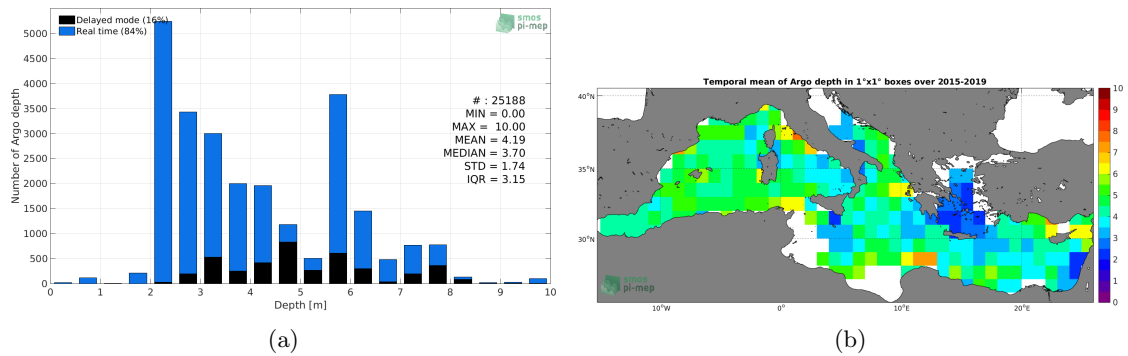 Delayed mode (16%)
Real time (84%)
smos
pi-mep
# : 25188
MIN = 0.00
MAX = 10.00
MEAN = 4.19
MEDIAN = 3.70
STD = 1.74
IQR = 3.15
Number of Argo depth
5000
4500
4000
3500
3000
2500
2000
1500
1000
500
0
0 1 2 3 4 5 6 7 8 9 10
Depth [m]
(a)
Temporal mean of Argo depth in 1°x1° boxes over 2015-2019
40°N
35°N
30°N
10°W 0° 10°E 20°E
smos
pi-mep
10
9
8
7
6
5
4
3
2
1
0
(b)